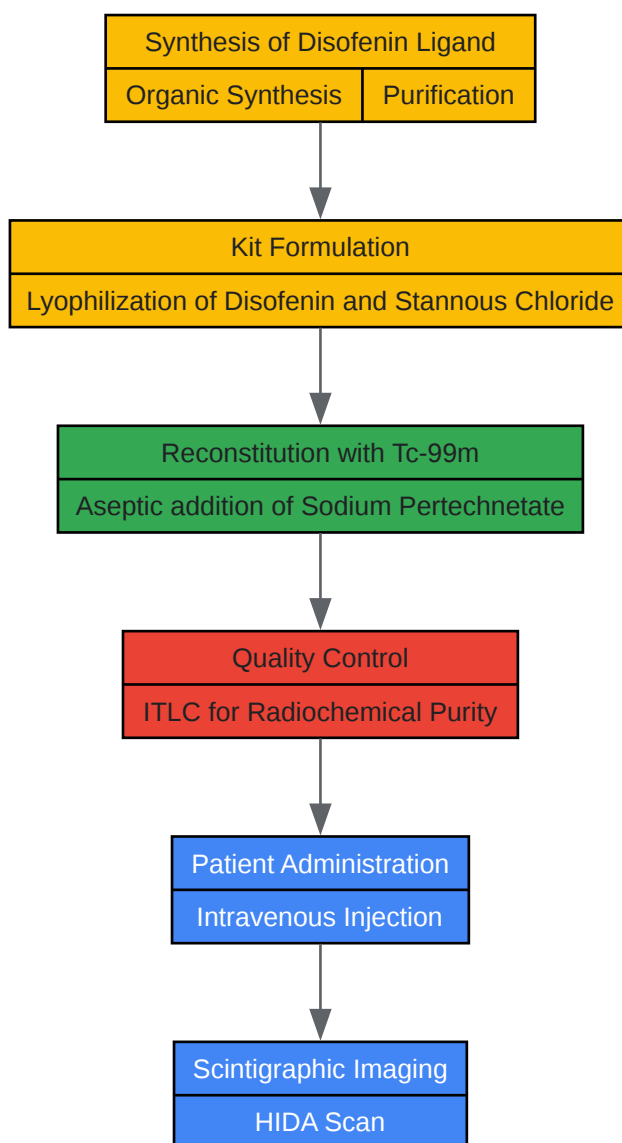 Synthesis of Disofenin Ligand
Organic Synthesis Purification
Kit Formulation
Lyophilization of Disofenin and Stannous Chloride
Reconstitution with Tc-99m
Aseptic addition of Sodium Pertechnetate
Quality Control
ITLC for Radiochemical Purity
Patient Administration
Intravenous Injection
Scintigraphic Imaging
HIDA Scan